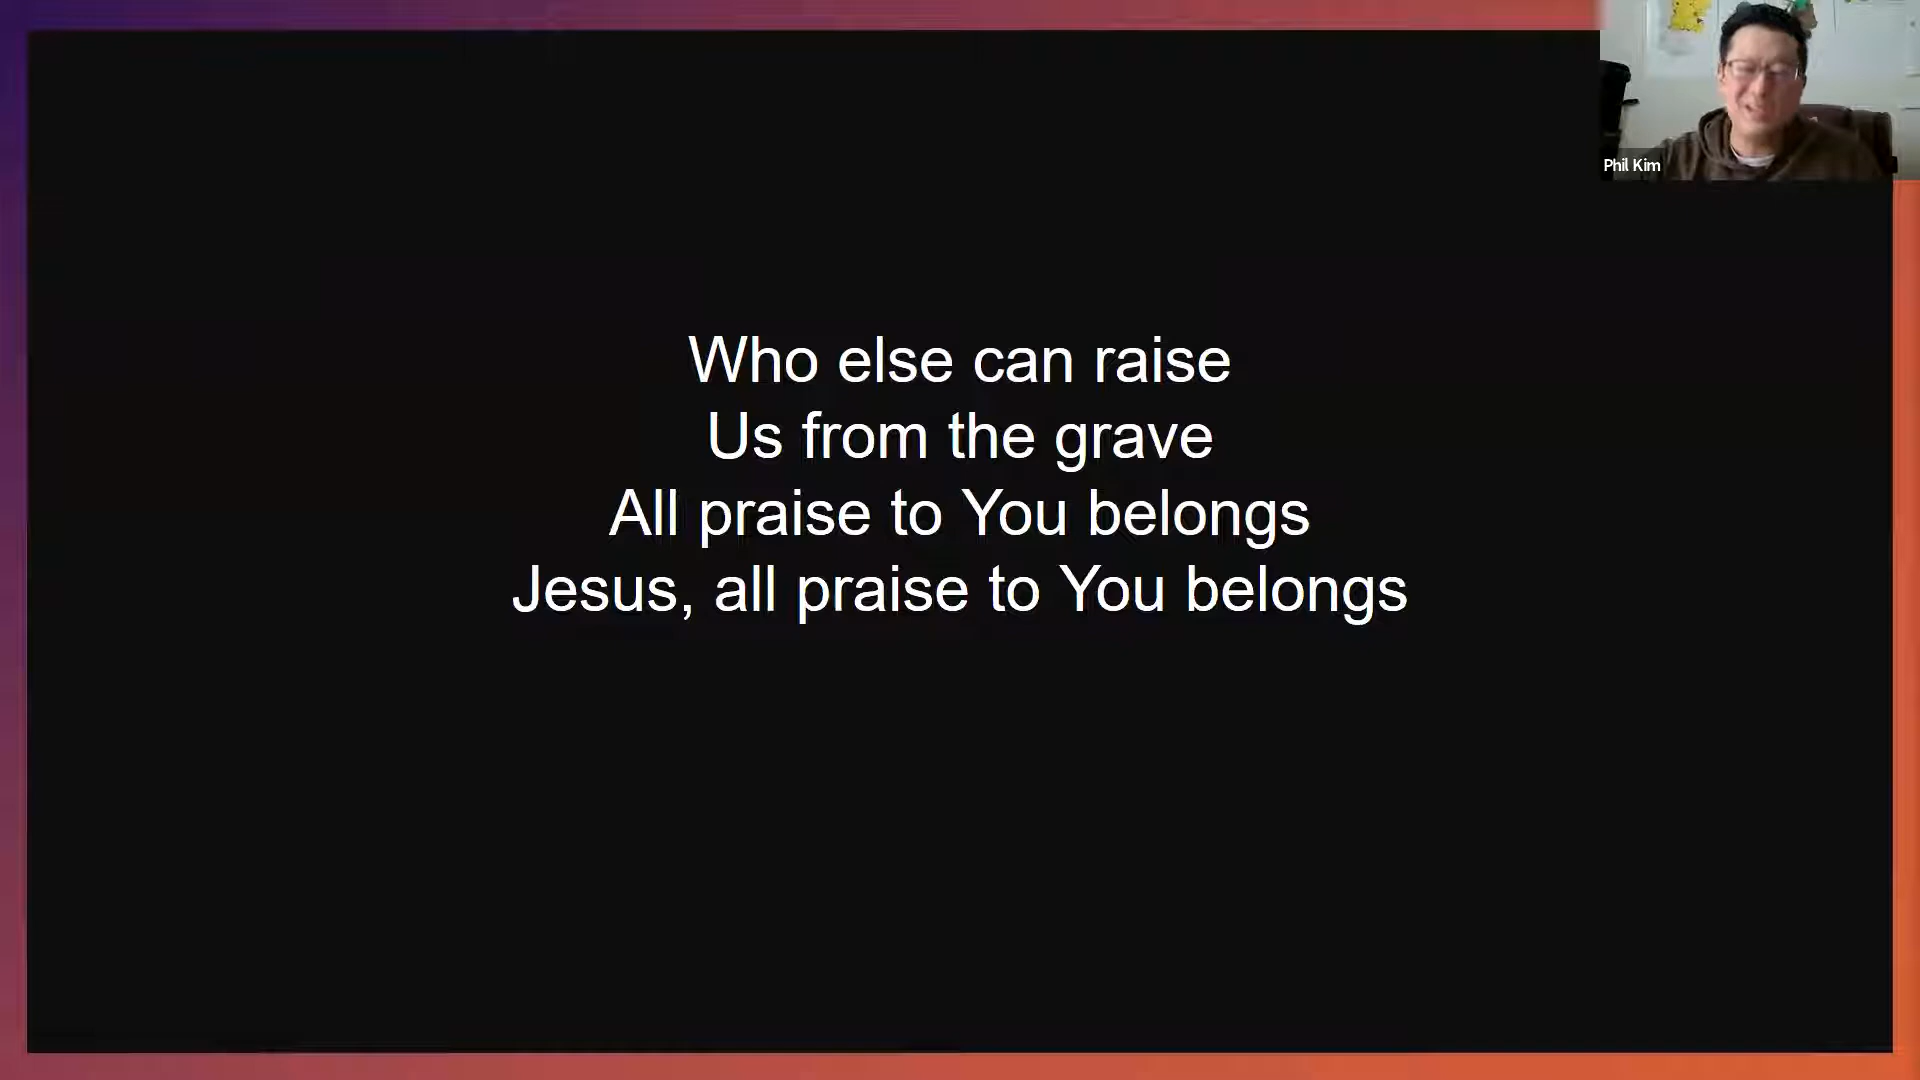 Who else can raise
Us from the grave
All praise to You belongs
Jesus, all praise to You belongs
Phil Kim